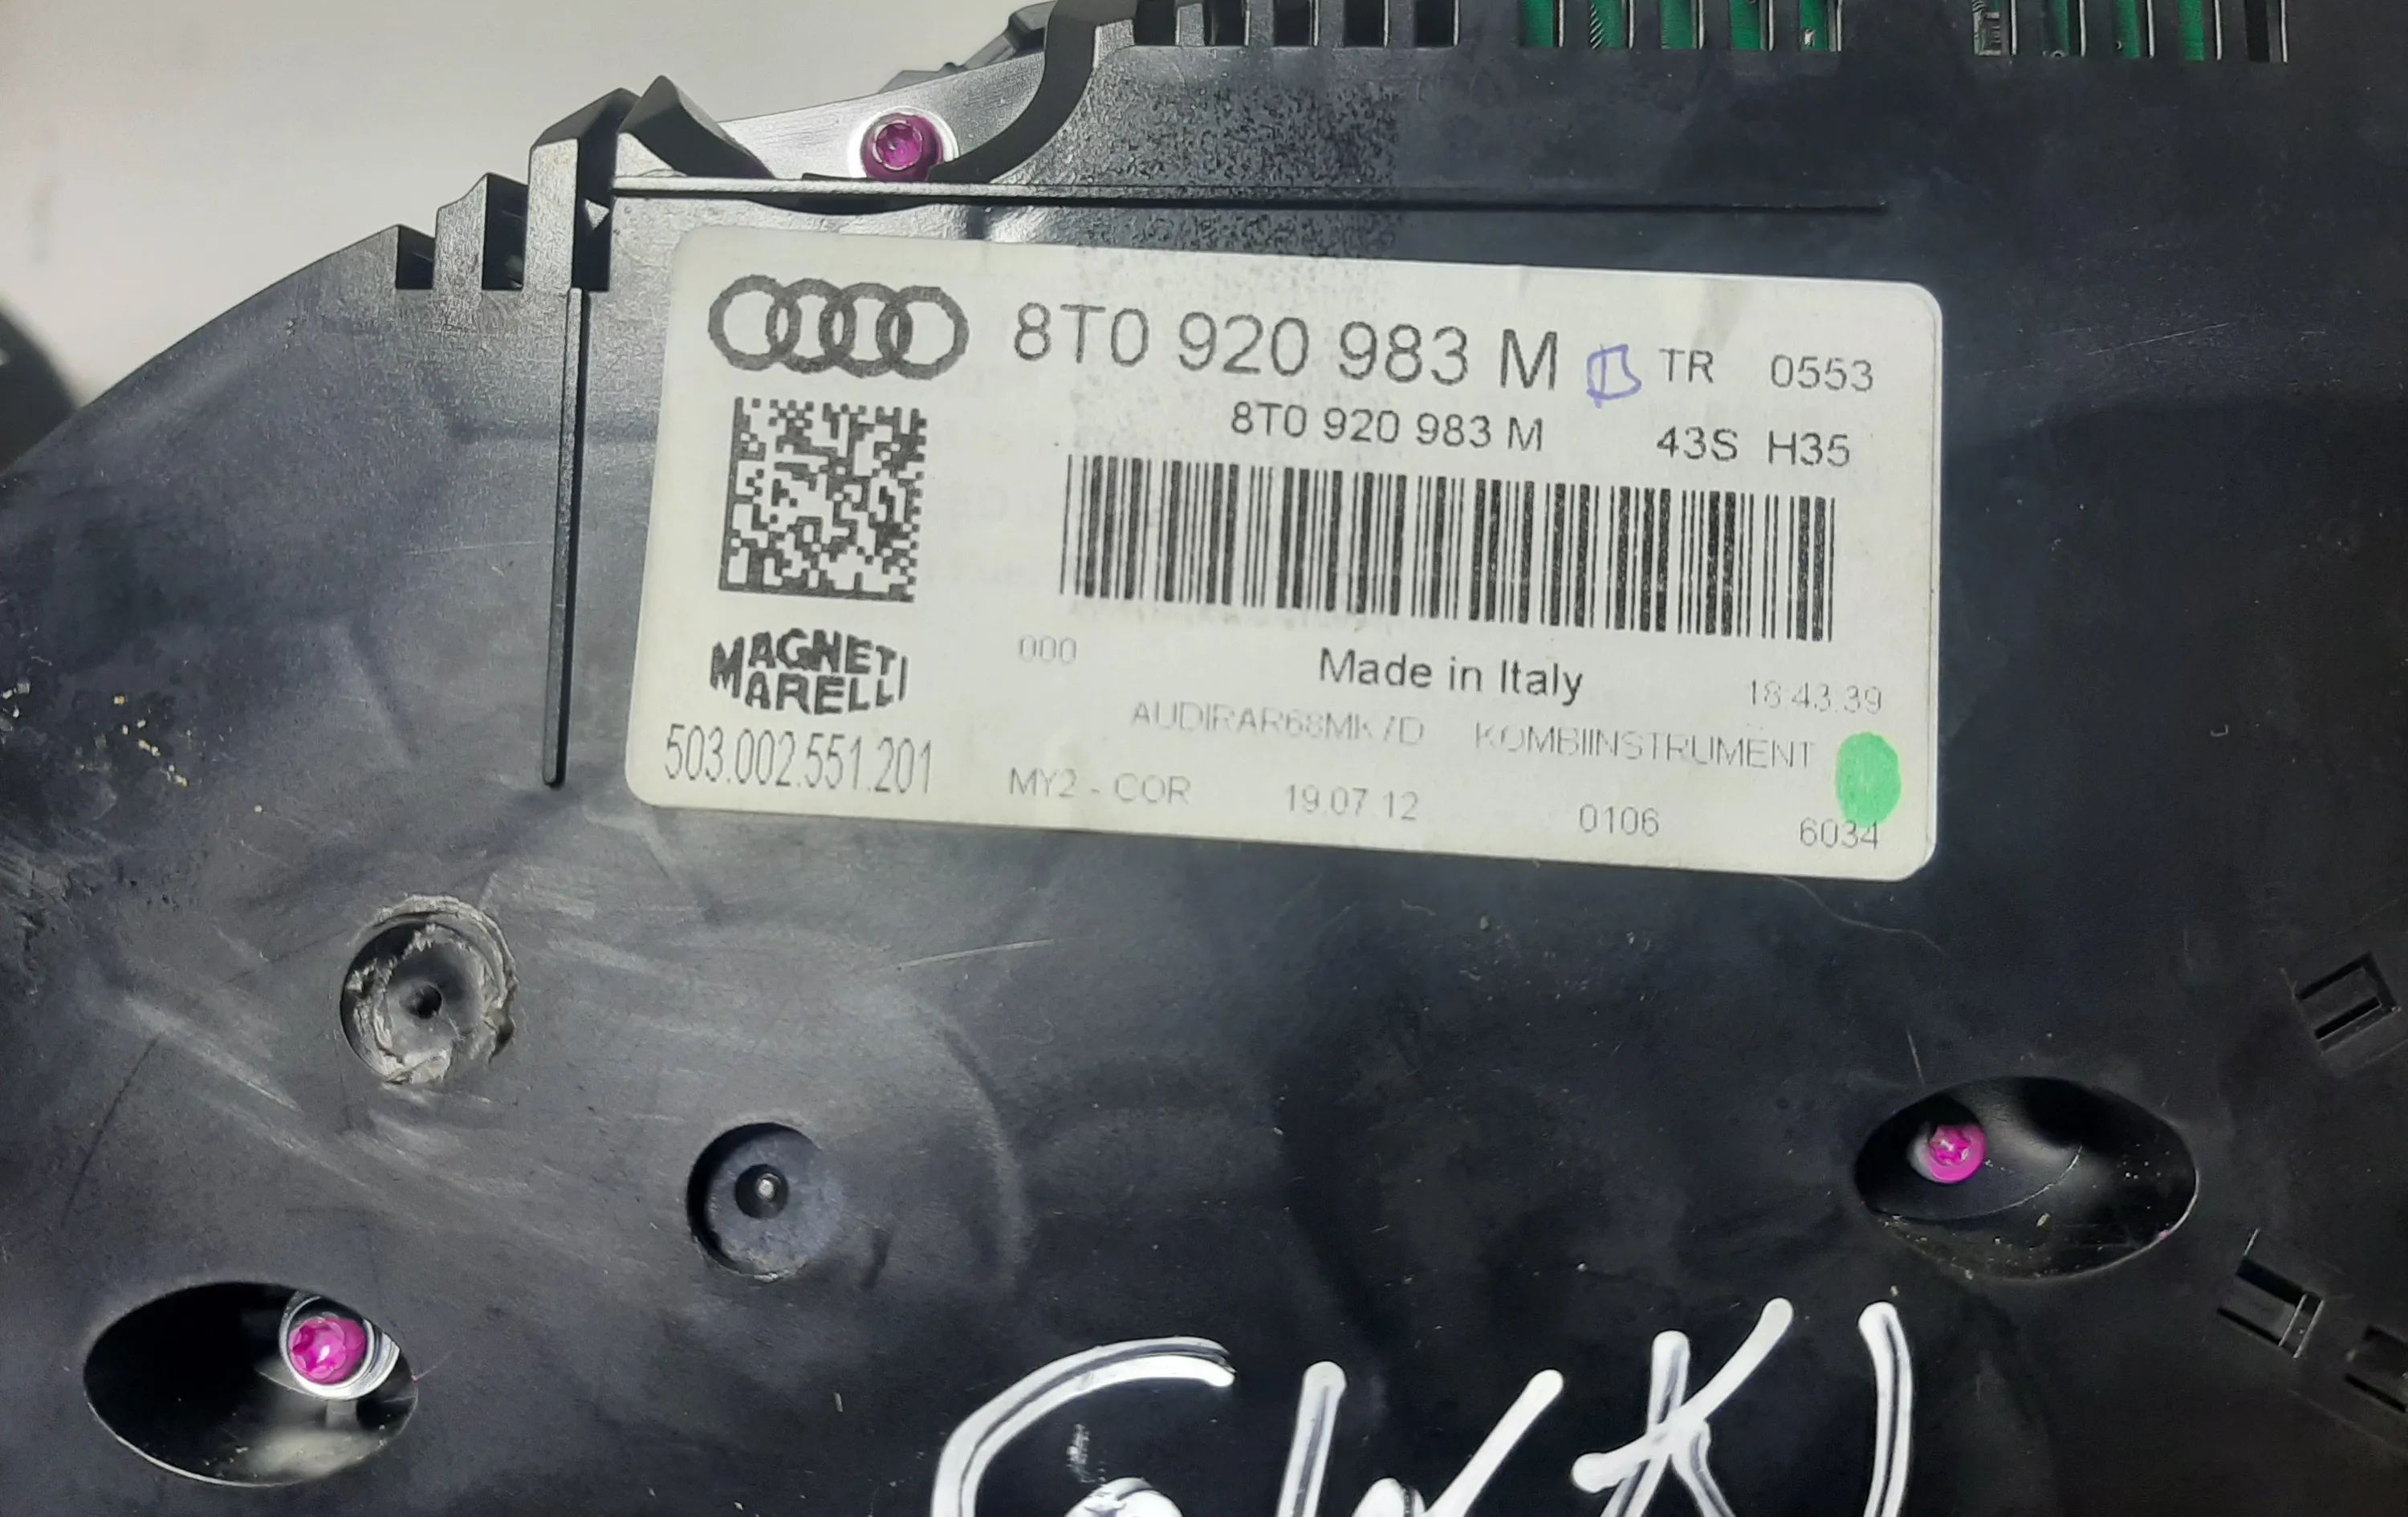 8T0 920 983 M B TR 0553
8T0 920 983 M 43S H35
MAGNETI
MARELLI
000 Made in Italy 18.43.39
AUDIRAR68MK7D KOMBIINSTRUMENT
503.002.551.201
MY2 - COR 19.07.12 0106 6034